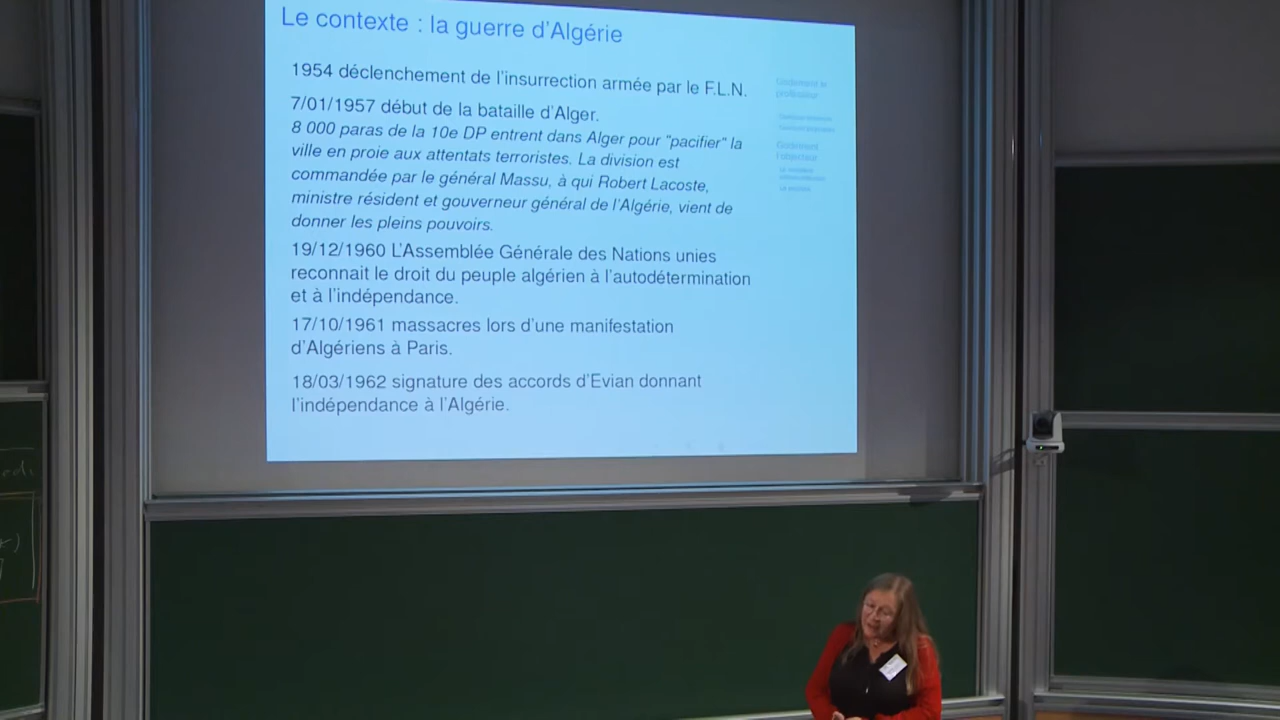 Le contexte : la guerre d'Algérie
1954 déclenchement de l'insurrection armée par le F.L.N.
7/01/1957 début de la bataille d'Alger.
8 000 paras de la 10e DP entrent dans Alger pour "pacifier" la
ville en proie aux attentats terroristes. La division est
commandée par le général Massu, à qui Robert Lacoste,
ministre résident et gouverneur général de l'Algérie, vient de
donner les pleins pouvoirs.
19/12/1960 L'Assemblée Générale des Nations unies
reconnait le droit du peuple algérien à l'autodétermination
et à l'indépendance.
17/10/1961 massacres lors d'une manifestation
d'Algériens à Paris.
18/03/1962 signature des accords d'Evian donnant
l'indépendance à l'Algérie.
Godement le
professeur
Godement